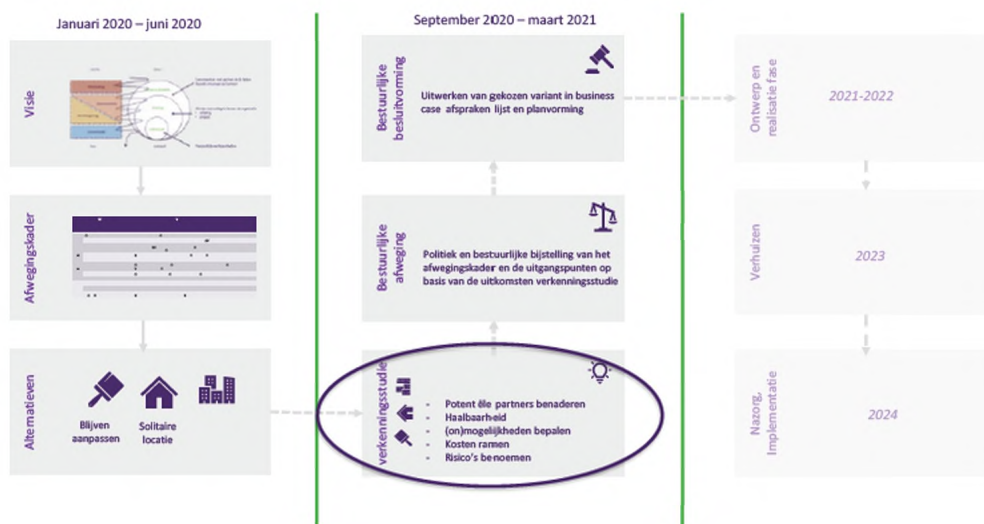 Januari 2020 – juni 2020
Visie
Afwegingskader
Alternatieven
Blijven
aanpassen
Solitaire
locatie
September 2020 – maart 2021
Bestuurlijke
besluitvorming
Uitwerken van gekozen variant in business
case afspraken lijst en planvorming
Bestuurlijke
afweging
Politiek en bestuurlijke bijstelling van het
afwegingskader en de uitgangspunten op
basis van de uitkomsten verkenningsstudie
verkenningsstudie
- Potent ële partners benaderen
- Haalbaarheid
- (on)mogelijkheden bepalen
- Kosten ramen
- Risico's benoemen
Ontwerp en
realisatie fase
2021-2022
Verhuizen
2023
Nazorg,
Implementatie
2024